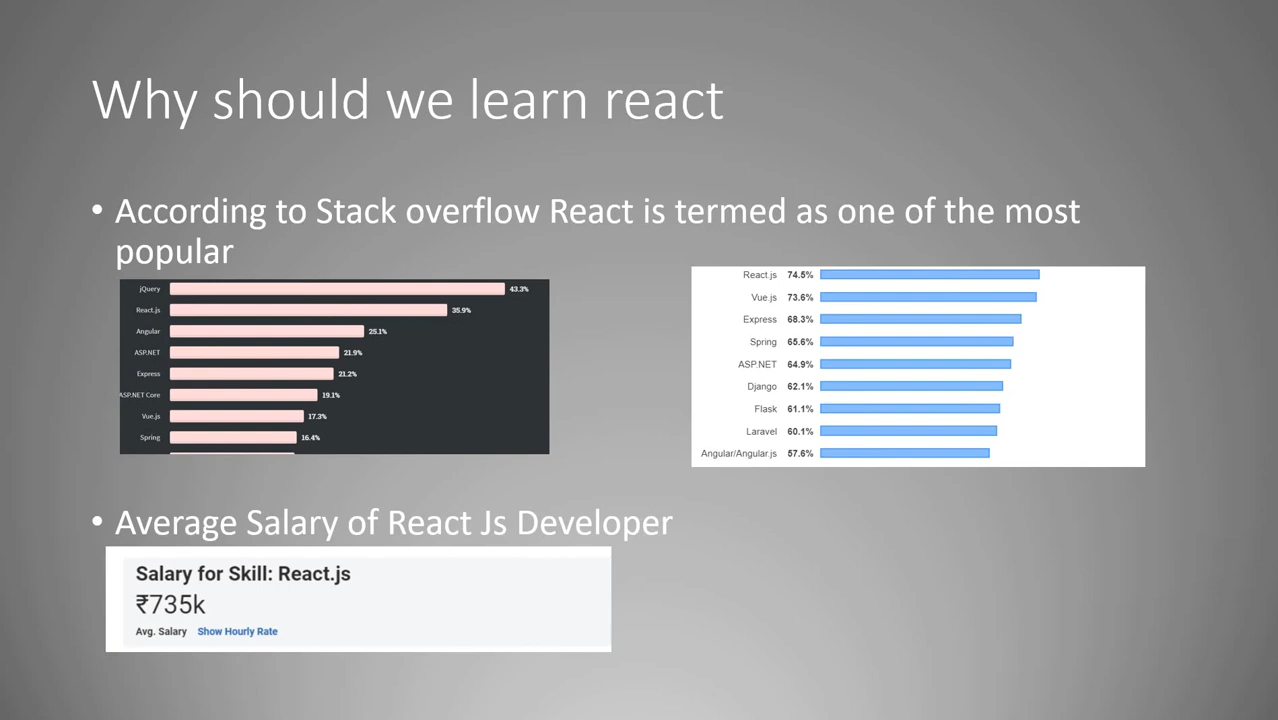 Why should we learn react
• According to Stack overflow React is termed as one of the most
popular
jQuery 43.3%
React.js 35.9%
Angular 25.1%
ASP.NET 21.9%
Express 21.2%
ASP.NET Core 19.1%
Vue.js 17.3%
Spring 16.4%
React.js 74.5%
Vue.js 73.6%
Express 68.3%
Spring 65.6%
ASP.NET 64.9%
Django 62.1%
Flask 61.1%
Laravel 60.1%
Angular/Angular.js 57.6%
• Average Salary of React Js Developer
Salary for Skill: React.js
₹735k
Avg. Salary Show Hourly Rate